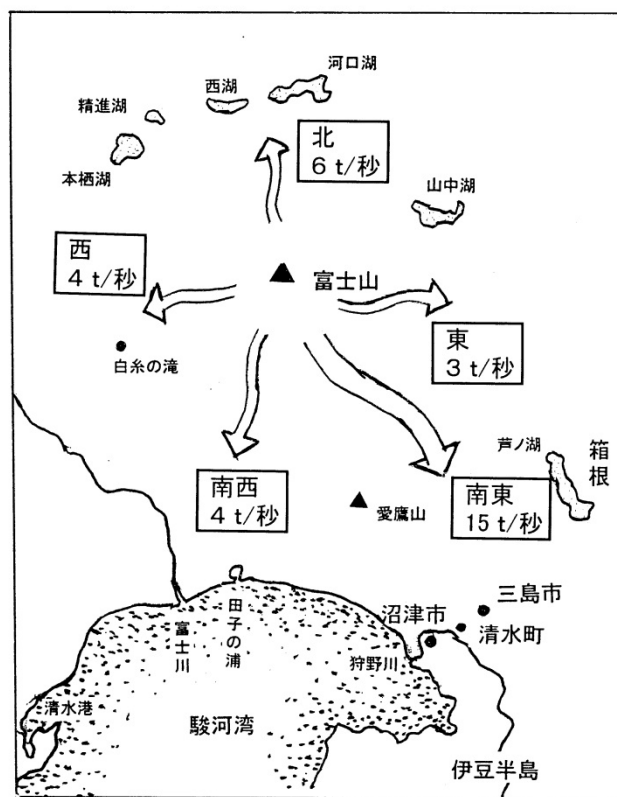 河口湖
西湖
精進湖
本栖湖
北
6 t/秒
山中湖
西
4 t/秒
富士山
白糸の滝
東
3 t/秒
芦ノ湖
箱根
南西
4 t/秒
愛鷹山
南東
15 t/秒
三島市
沼津市
清水町
田子の浦
富士川
狩野川
清水港
駿河湾
伊豆半島